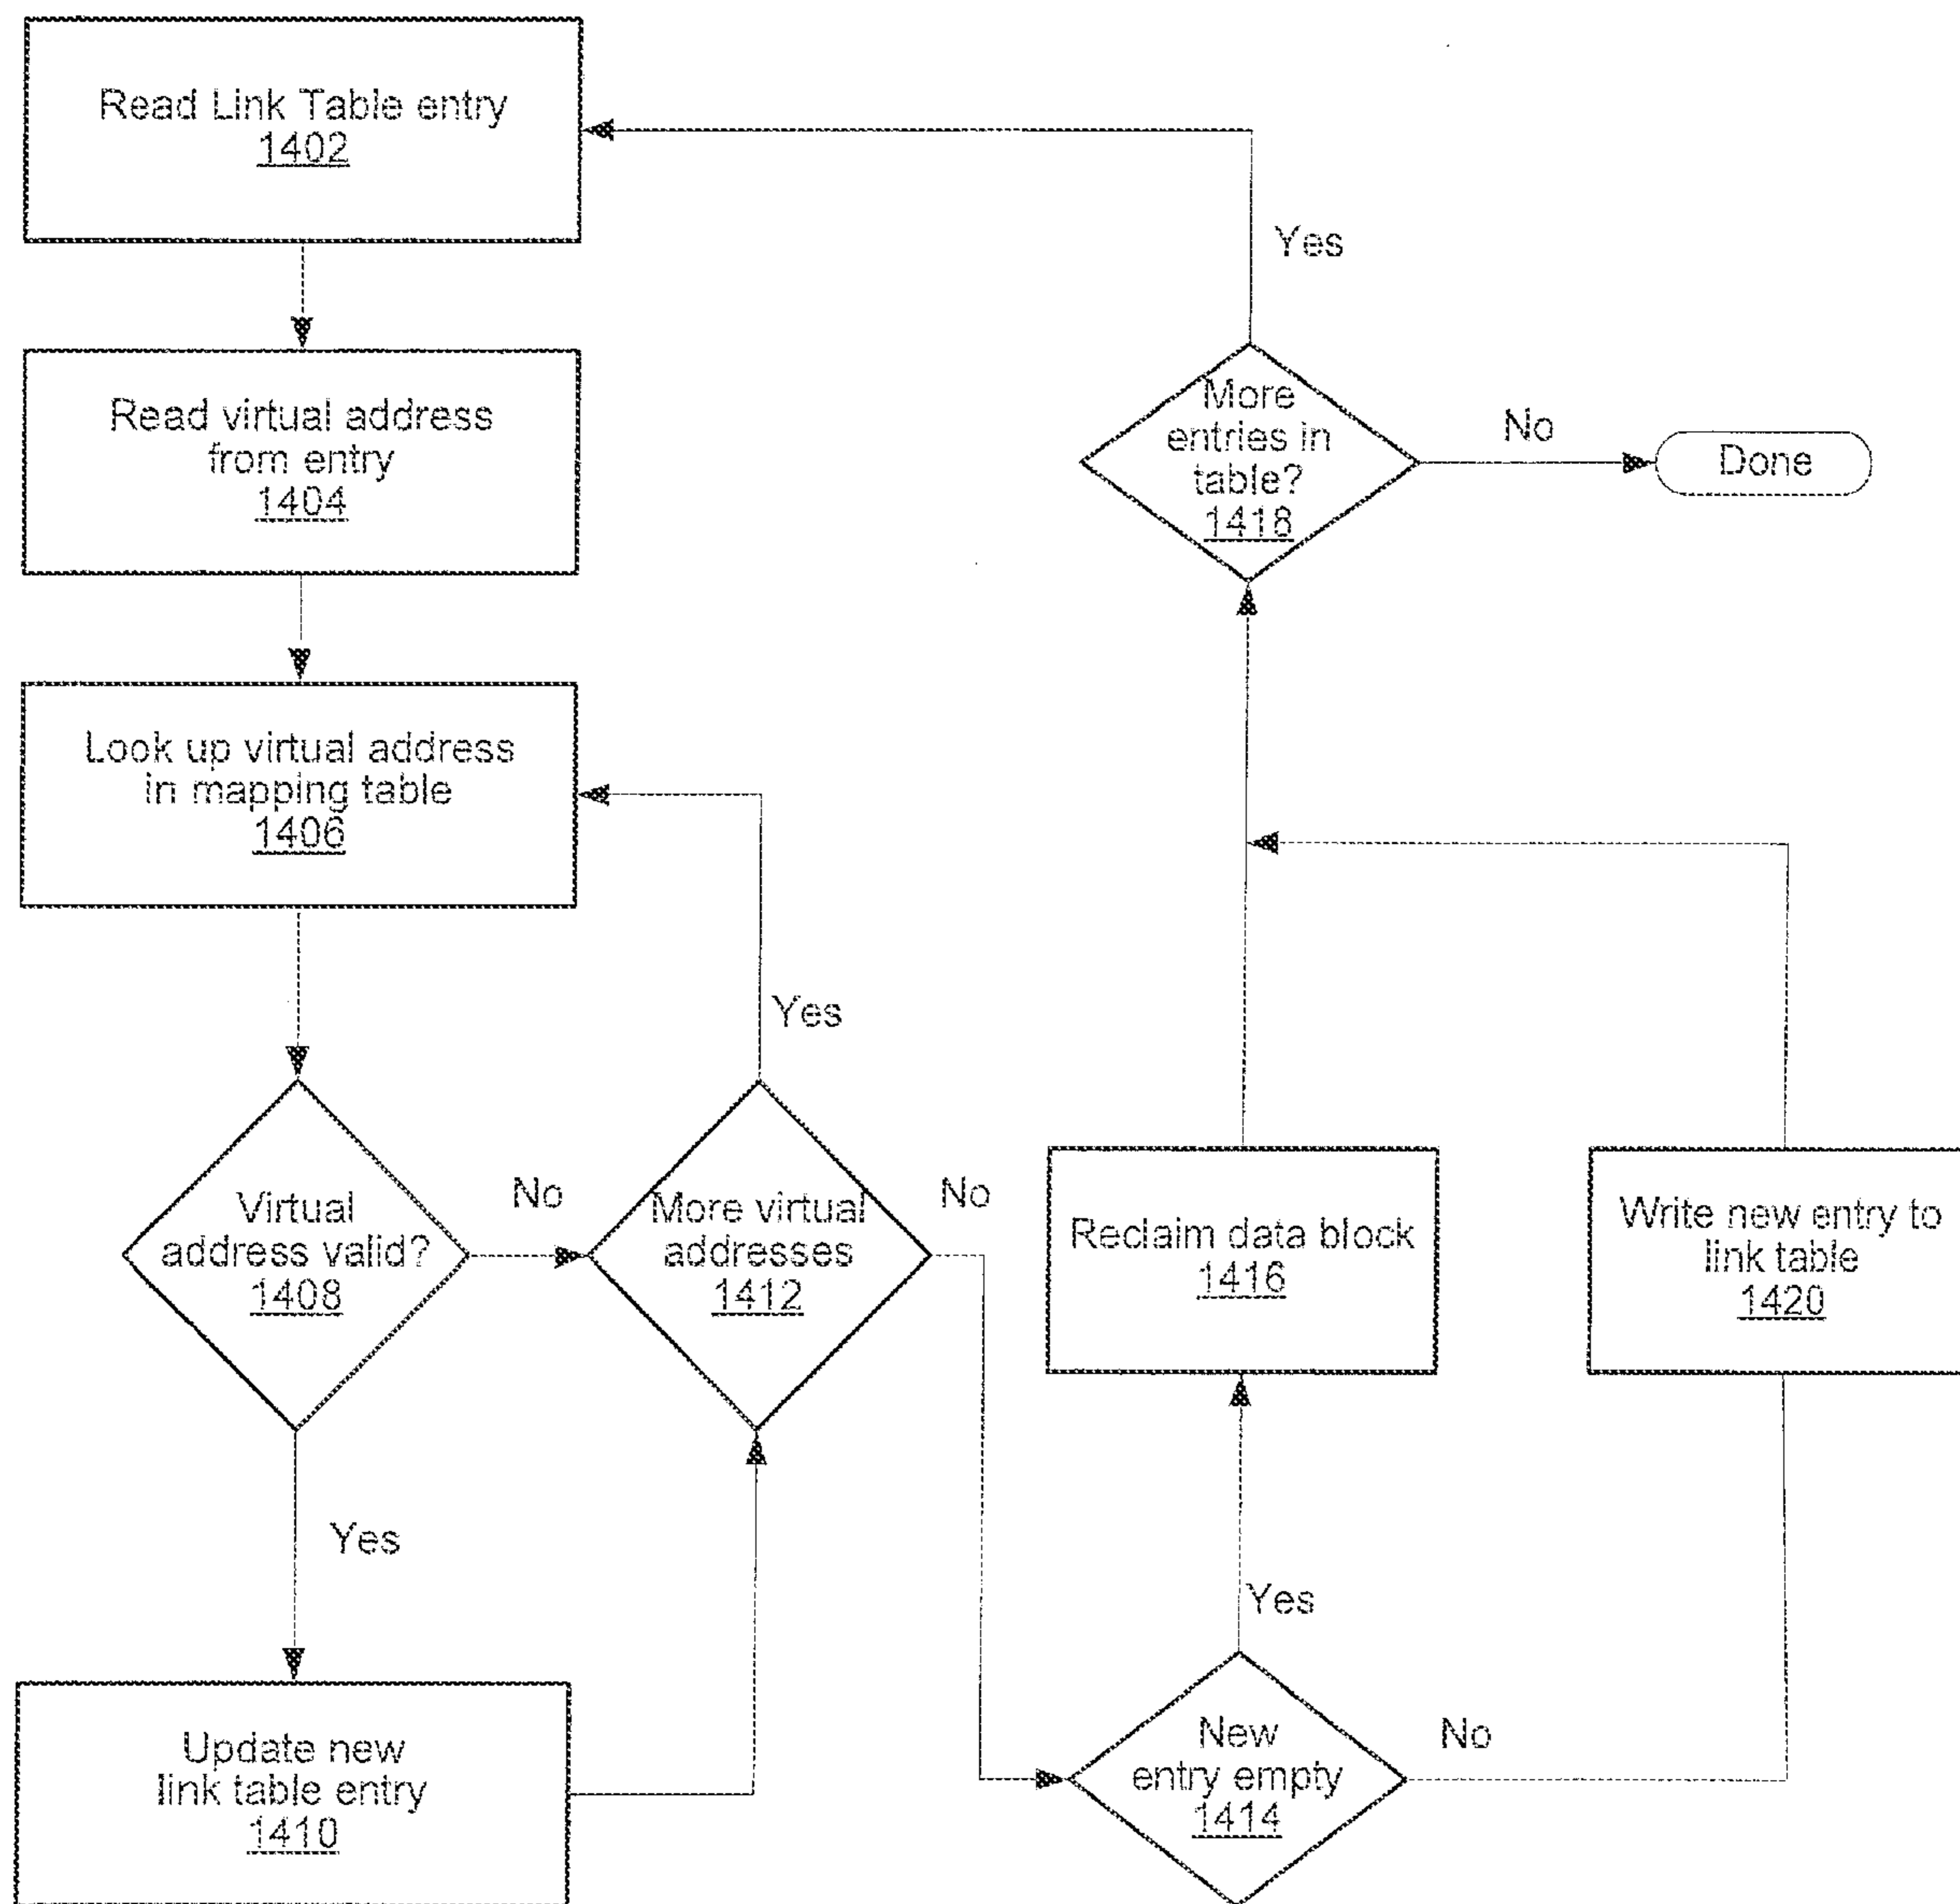 Read Link Table entry
1402
Yes
Read virtual address
from entry
1404
More
entries in
table?
1418
No
Done
Look up virtual address
in mapping table
1406
Yes
Virtual
address valid?
1408
No
More virtual
addresses
1412
No
Reclaim data block
1416
Write new entry to
link table
1420
Yes
Yes
Update new
link table entry
1410
New
entry empty
1414
No